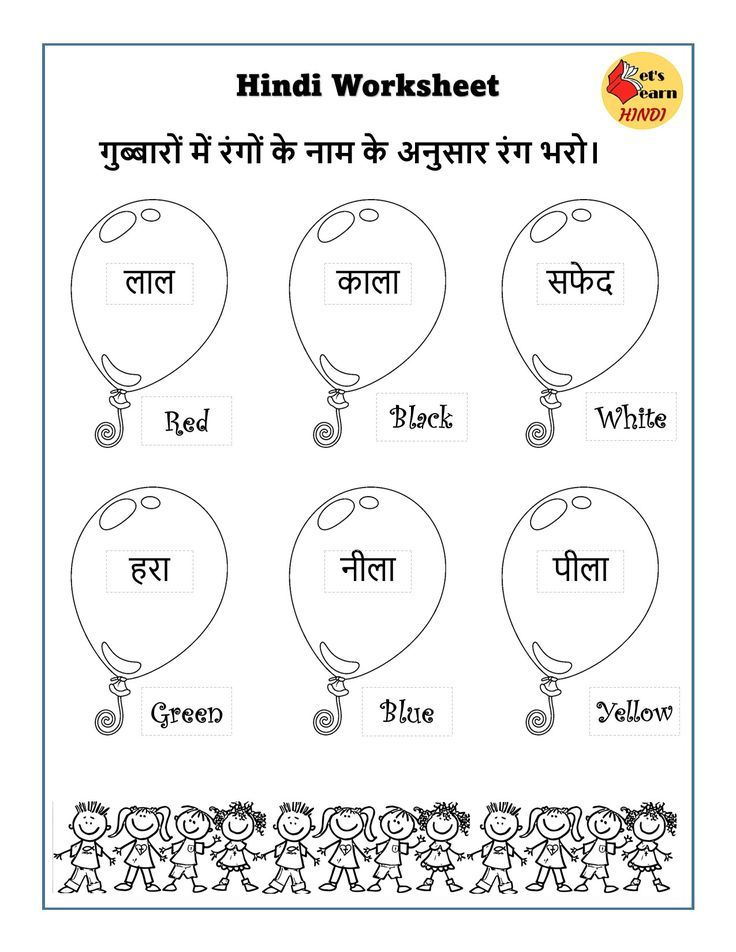 Hindi Worksheet
Let's
Learn
HINDI
गुब्बारों में रंगों के नाम के अनुसार रंग भरो।
लाल
काला
सफेद
Red
Black
White
हरा
नीला
पीला
Green
Blue
Yellow